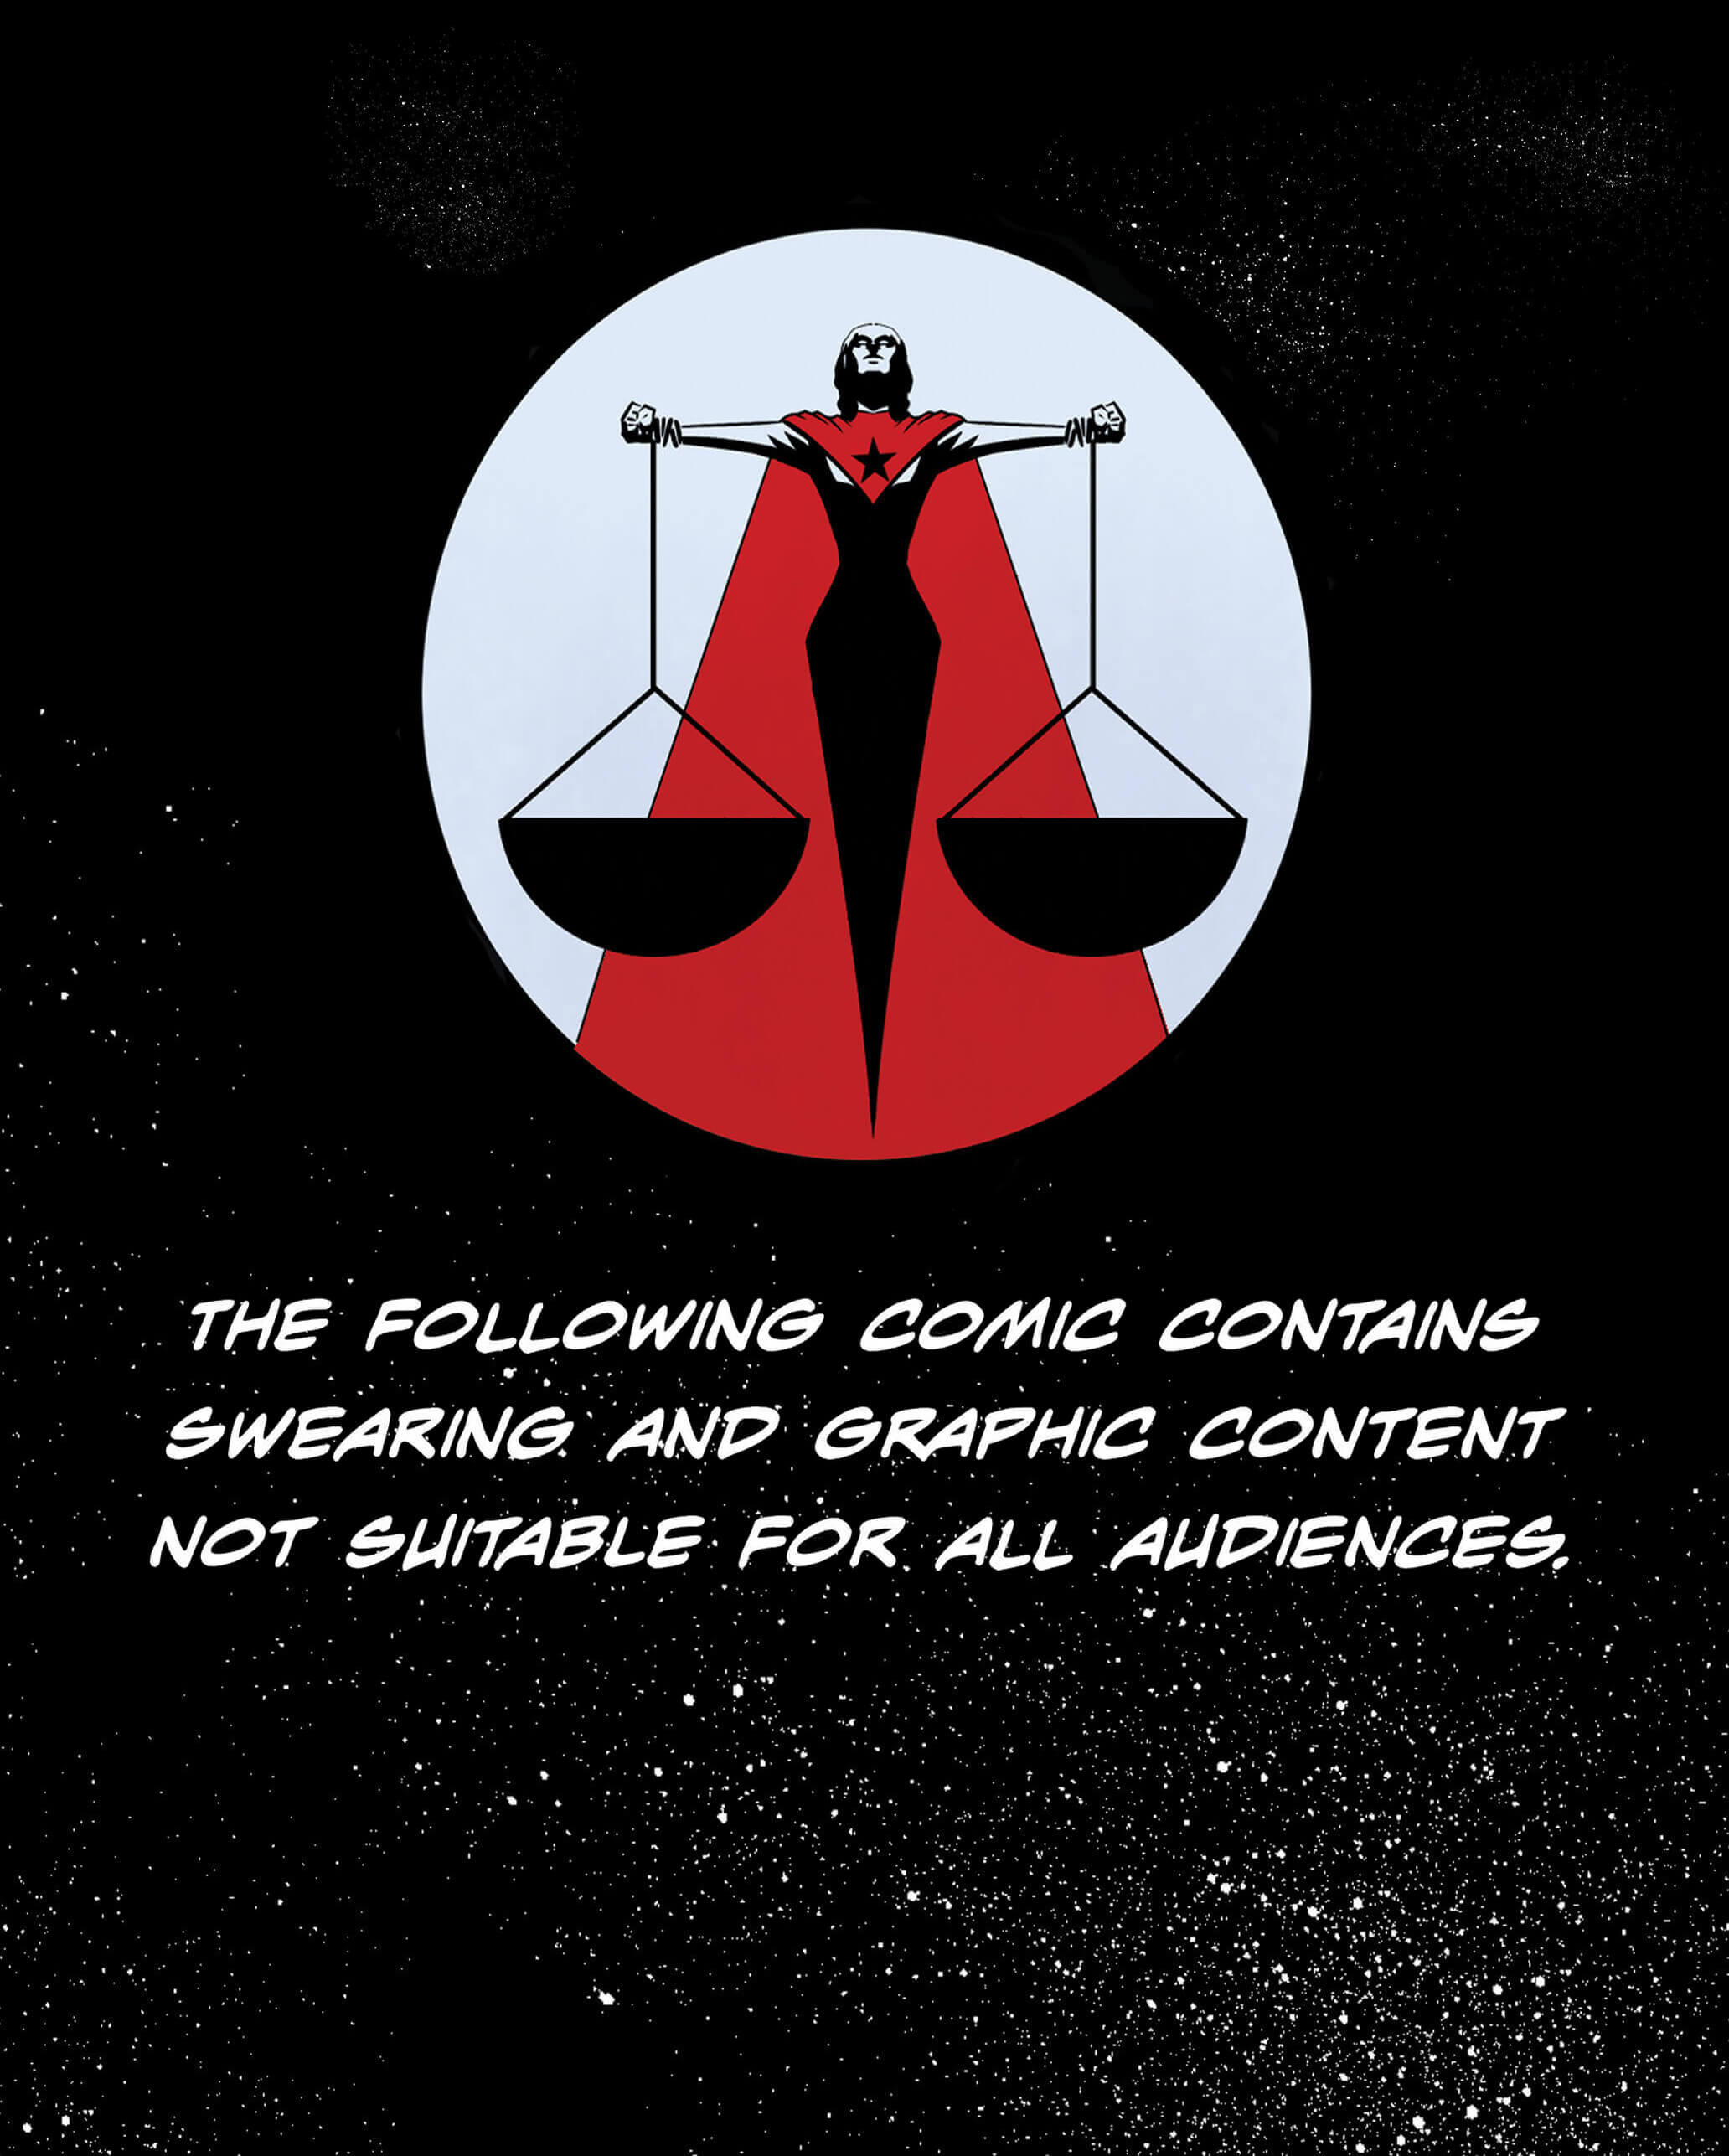 THE FOLLOWING COMIC CONTAINS
SWEARING AND GRAPHIC CONTENT
NOT SUITABLE FOR ALL AUDIENCES.